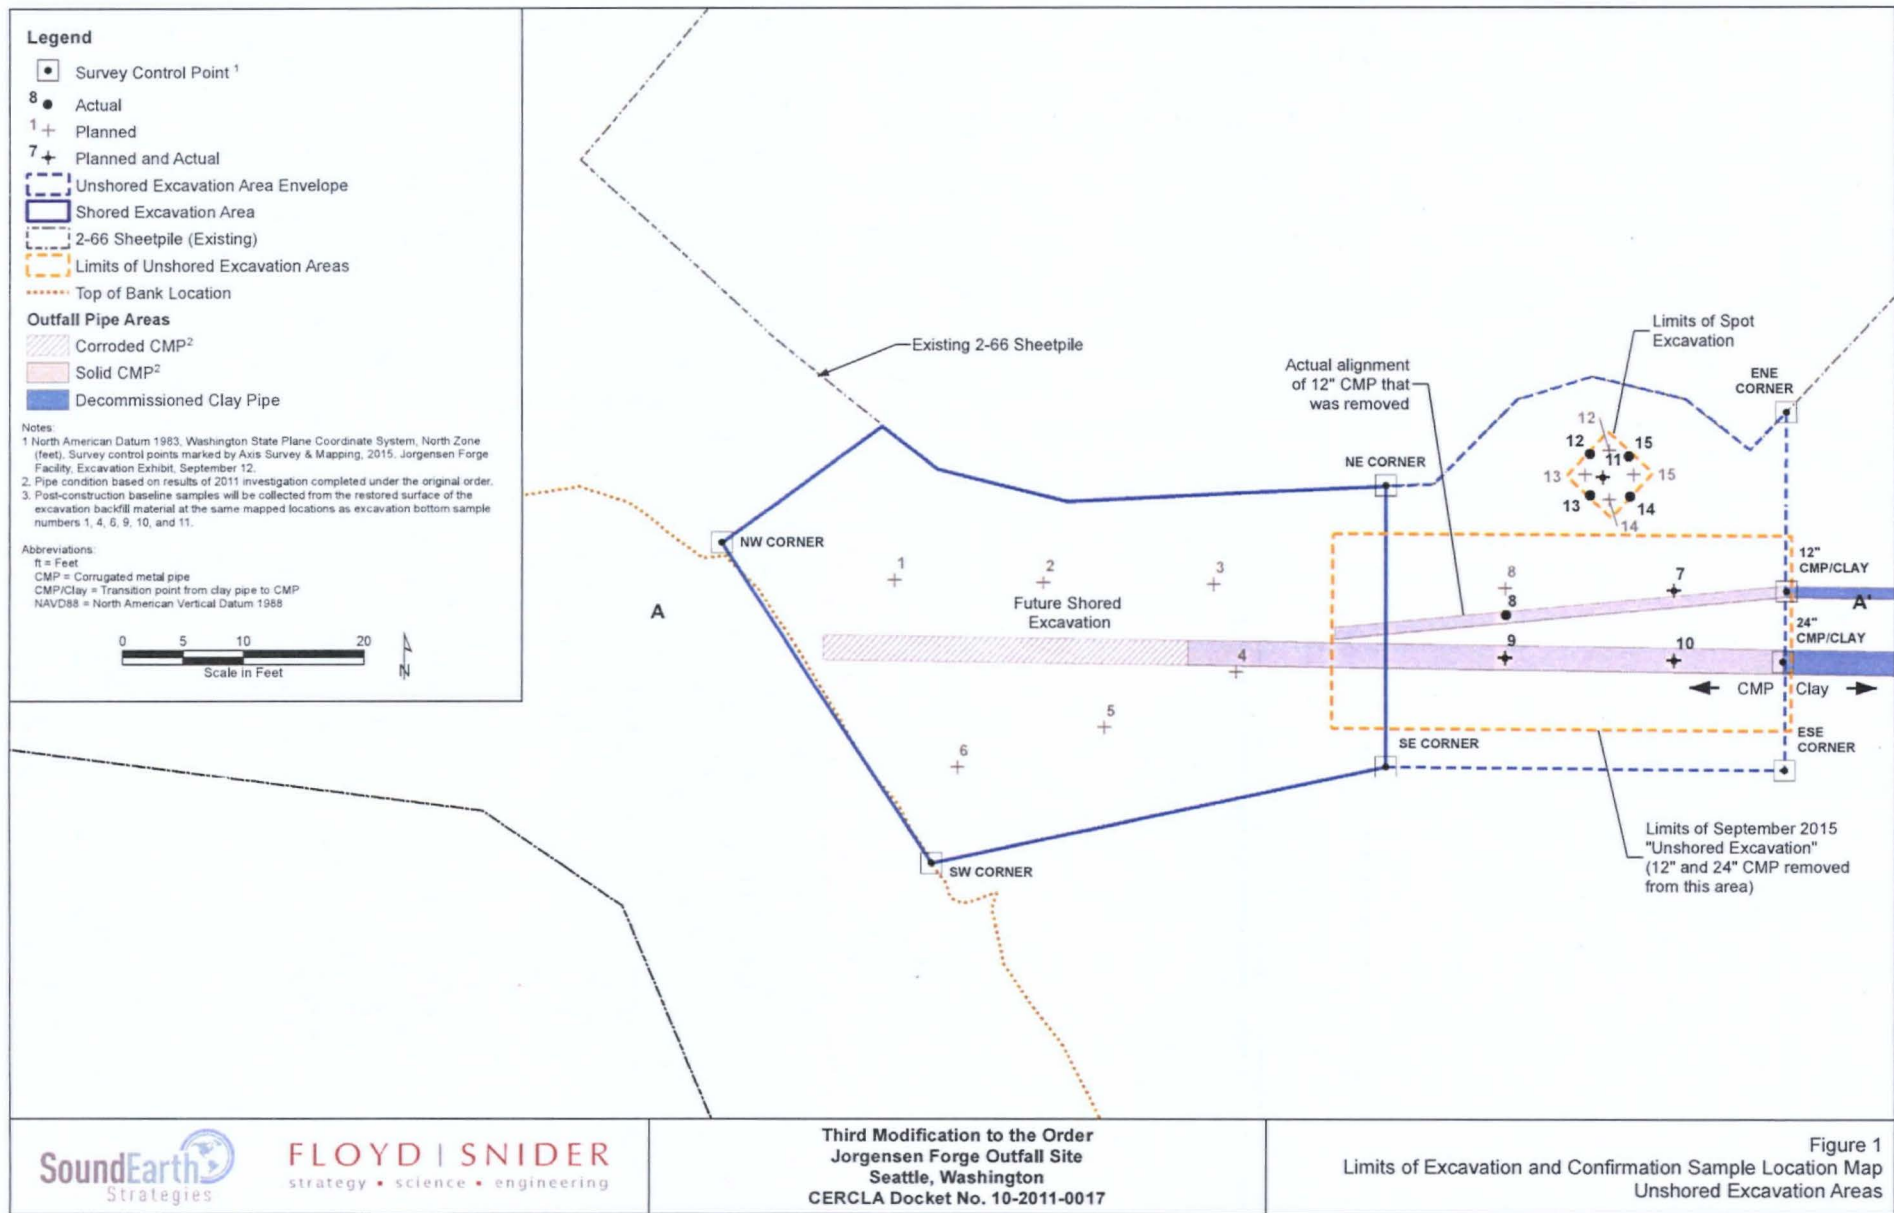 Legend
Survey Control Point 1
8 Actual
1 Planned
7 Planned and Actual
Unshored Excavation Area Envelope
Shored Excavation Area
2-66 Sheetpile (Existing)
Limits of Unshored Excavation Areas
Top of Bank Location
Outfall Pipe Areas
Corroded CMP2
Solid CMP2
Decommissioned Clay Pipe
Notes:
1 North American Datum 1983, Washington State Plane Coordinate System, North Zone
(feet). Survey control points marked by Axis Survey & Mapping, 2015. Jorgensen Forge
Facility, Excavation Exhibit, September 12.
2. Pipe condition based on results of 2011 investigation completed under the original order.
3. Post-construction baseline samples will be collected from the restored surface of the
excavation backfill material at the same mapped locations as excavation bottom sample
numbers 1, 4, 6, 9, 10, and 11.
Abbreviations:
ft = Feet
CMP = Corrugated metal pipe
CMP/Clay = Transition point from clay pipe to CMP
NAVD88 = North American Vertical Datum 1988
0 5 10 20
Scale in Feet
N
Existing 2-66 Sheetpile
Actual alignment
of 12" CMP that
was removed
Limits of Spot
Excavation
ENE
CORNER
NE CORNER
12
12
15
11
13
15
13
14
14
NW CORNER
1
2
3
8
7
12"
CMP/CLAY
A
Future Shored
Excavation
8
A'
24"
CMP/CLAY
4
9
10
CMP Clay
5
6
SE CORNER
ESE
CORNER
SW CORNER
Limits of September 2015
"Unshored Excavation"
(12" and 24" CMP removed
from this area)
SoundEarth
Strategies
FLOYD | SNIDER
strategy • science • engineering
Third Modification to the Order
Jorgensen Forge Outfall Site
Seattle, Washington
CERCLA Docket No. 10-2011-0017
Figure 1
Limits of Excavation and Confirmation Sample Location Map
Unshored Excavation Areas